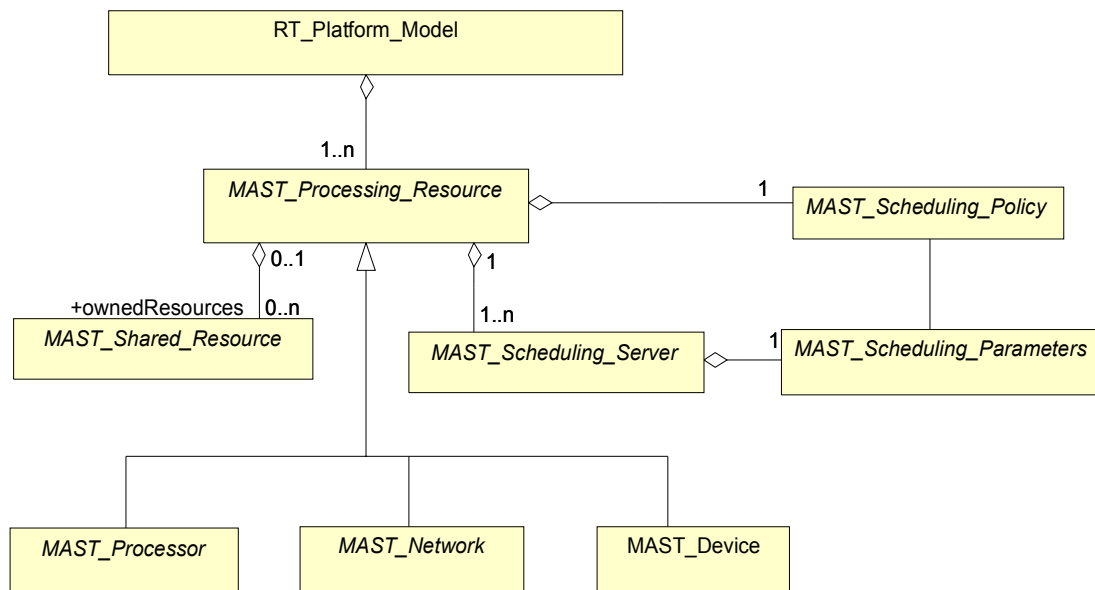 RT_Platform_Model
1..n
MAST_Processing_Resource
1
MAST_Scheduling_Policy
0..1
1
+ownedResources
0..n
1..n
MAST_Shared_Resource
MAST_Scheduling_Server
1
MAST_Scheduling_Parameters
MAST_Processor
MAST_Network
MAST_Device